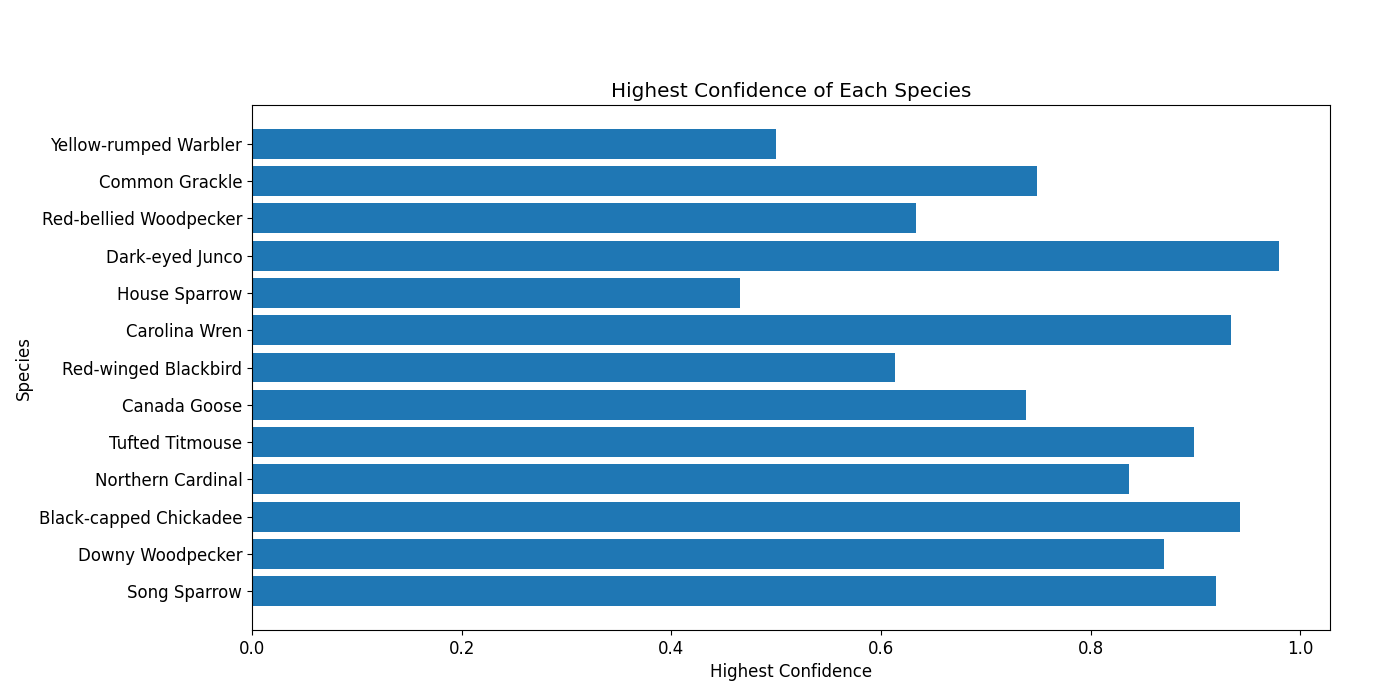 Highest Confidence of Each Species
Yellow-rumped Warbler
Common Grackle
Red-bellied Woodpecker
Dark-eyed Junco
House Sparrow
Carolina Wren
Red-winged Blackbird
Canada Goose
Tufted Titmouse
Northern Cardinal
Black-capped Chickadee
Downy Woodpecker
Song Sparrow
Species
0.0 0.2 0.4 0.6 0.8 1.0
Highest Confidence